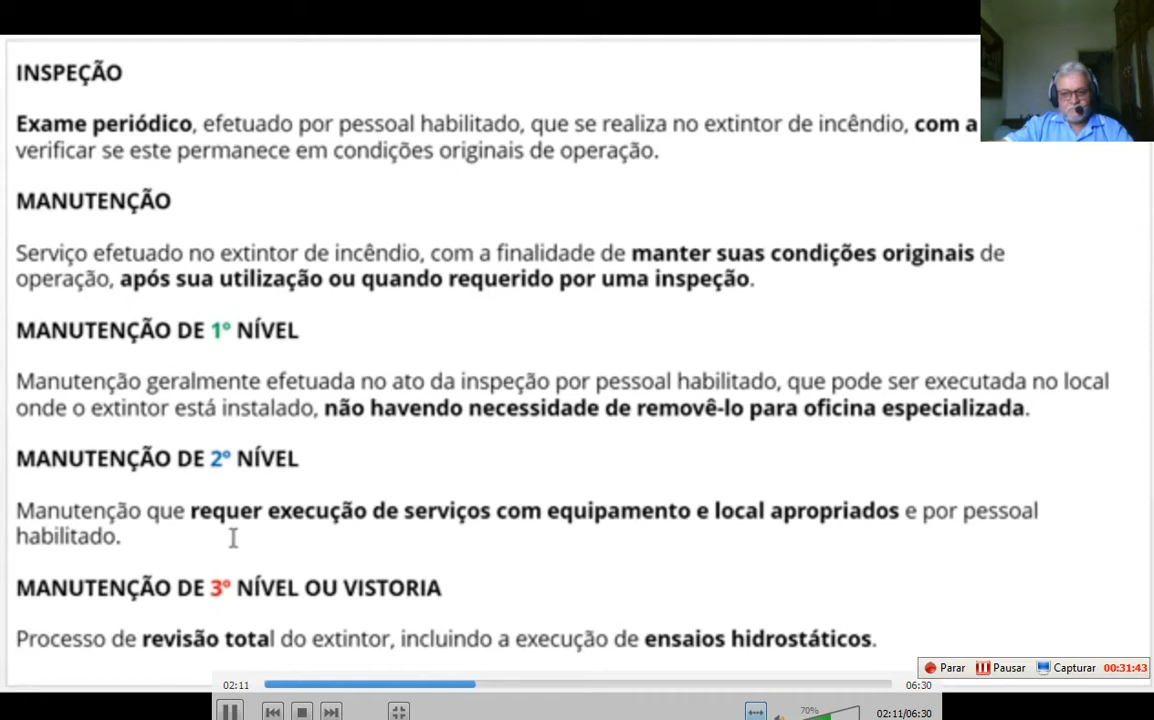 INSPEÇÃO
Exame periódico, efetuado por pessoal habilitado, que se realiza no extintor de incêndio, com a
verificar se este permanece em condições originais de operação.
MANUTENÇÃO
Serviço efetuado no extintor de incêndio, com a finalidade de manter suas condições originais de
operação, após sua utilização ou quando requerido por uma inspeção.
MANUTENÇÃO DE 1º NÍVEL
Manutenção geralmente efetuada no ato da inspeção por pessoal habilitado, que pode ser executada no local
onde o extintor está instalado, não havendo necessidade de removê-lo para oficina especializada.
MANUTENÇÃO DE 2º NÍVEL
Manutenção que requer execução de serviços com equipamento e local apropriados e por pessoal
habilitado.
MANUTENÇÃO DE 3º NÍVEL OU VISTORIA
Processo de revisão total do extintor, incluindo a execução de ensaios hidrostáticos.
Parar Pausar Capturar 00:31:43
02:11 06:30
70% 02:11/06:30